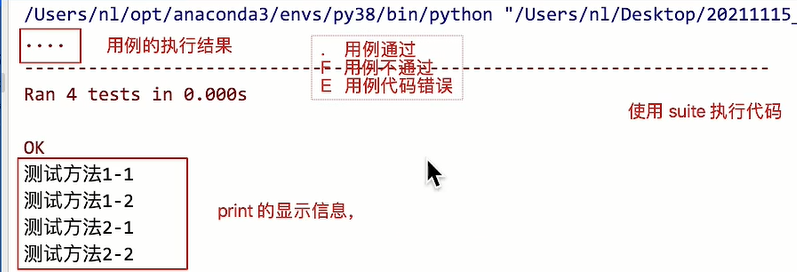 /Users/nl/opt/anaconda3/envs/py38/bin/python "/Users/nl/Desktop/20211115_
.... 用例的执行结果
. 用例通过
F 用例不通过
E 用例代码错误
--------------------------------------------------------------
Ran 4 tests in 0.000s
使用 suite 执行代码
OK
测试方法1-1
测试方法1-2
测试方法2-1
测试方法2-2
print 的显示信息，